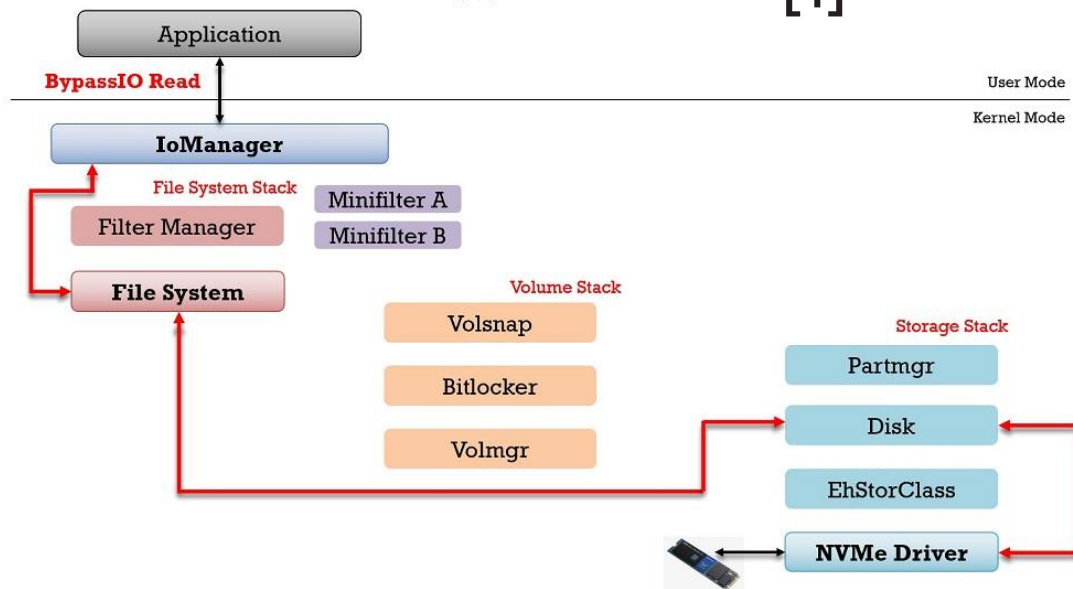 Application
BypassIO Read
User Mode
Kernel Mode
IoManager
File System Stack
Filter Manager
Minifilter A
Minifilter B
File System
Volume Stack
Volsnap
Bitlocker
Volmgr
Storage Stack
Partmgr
Disk
EhStorClass
NVMe Driver